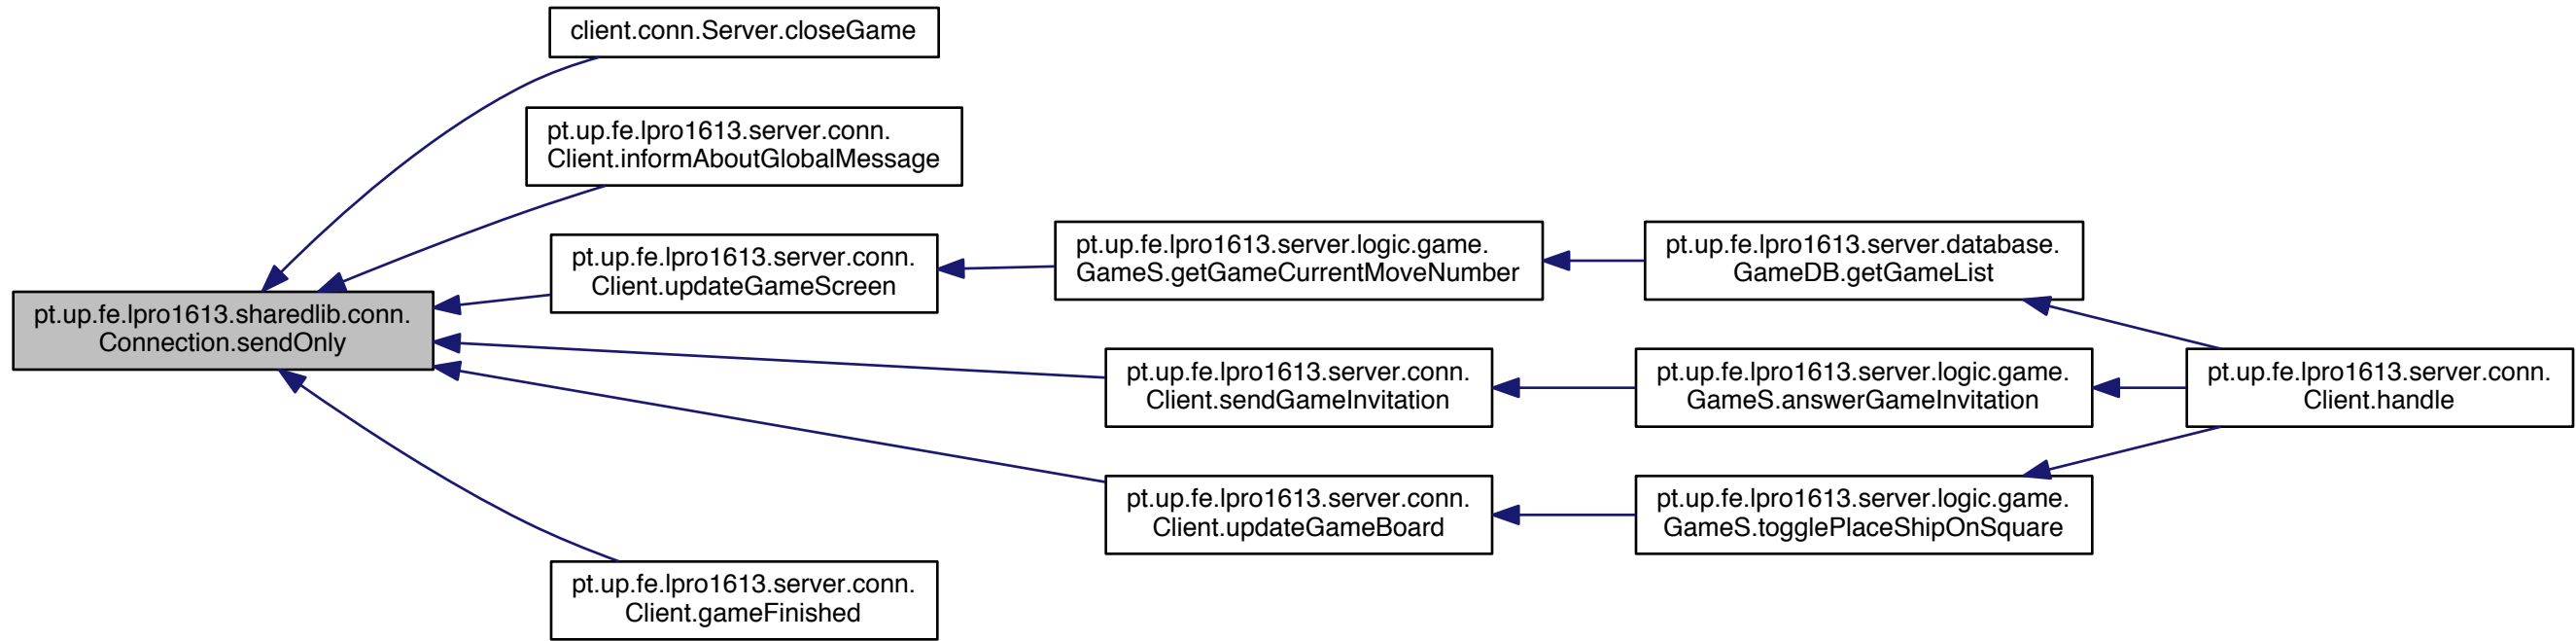 client.conn.Server.closeGame
pt.up.fe.lpro1613.server.conn.
Client.informAboutGlobalMessage
pt.up.fe.lpro1613.server.conn.
Client.updateGameScreen
pt.up.fe.lpro1613.server.logic.game.
GameS.getGameCurrentMoveNumber
pt.up.fe.lpro1613.server.database.
GameDB.getGameList
pt.up.fe.lpro1613.sharedlib.conn.
Connection.sendOnly
pt.up.fe.lpro1613.server.conn.
Client.sendGameInvitation
pt.up.fe.lpro1613.server.logic.game.
GameS.answerGameInvitation
pt.up.fe.lpro1613.server.conn.
Client.handle
pt.up.fe.lpro1613.server.conn.
Client.updateGameBoard
pt.up.fe.lpro1613.server.logic.game.
GameS.togglePlaceShipOnSquare
pt.up.fe.lpro1613.server.conn.
Client.gameFinished